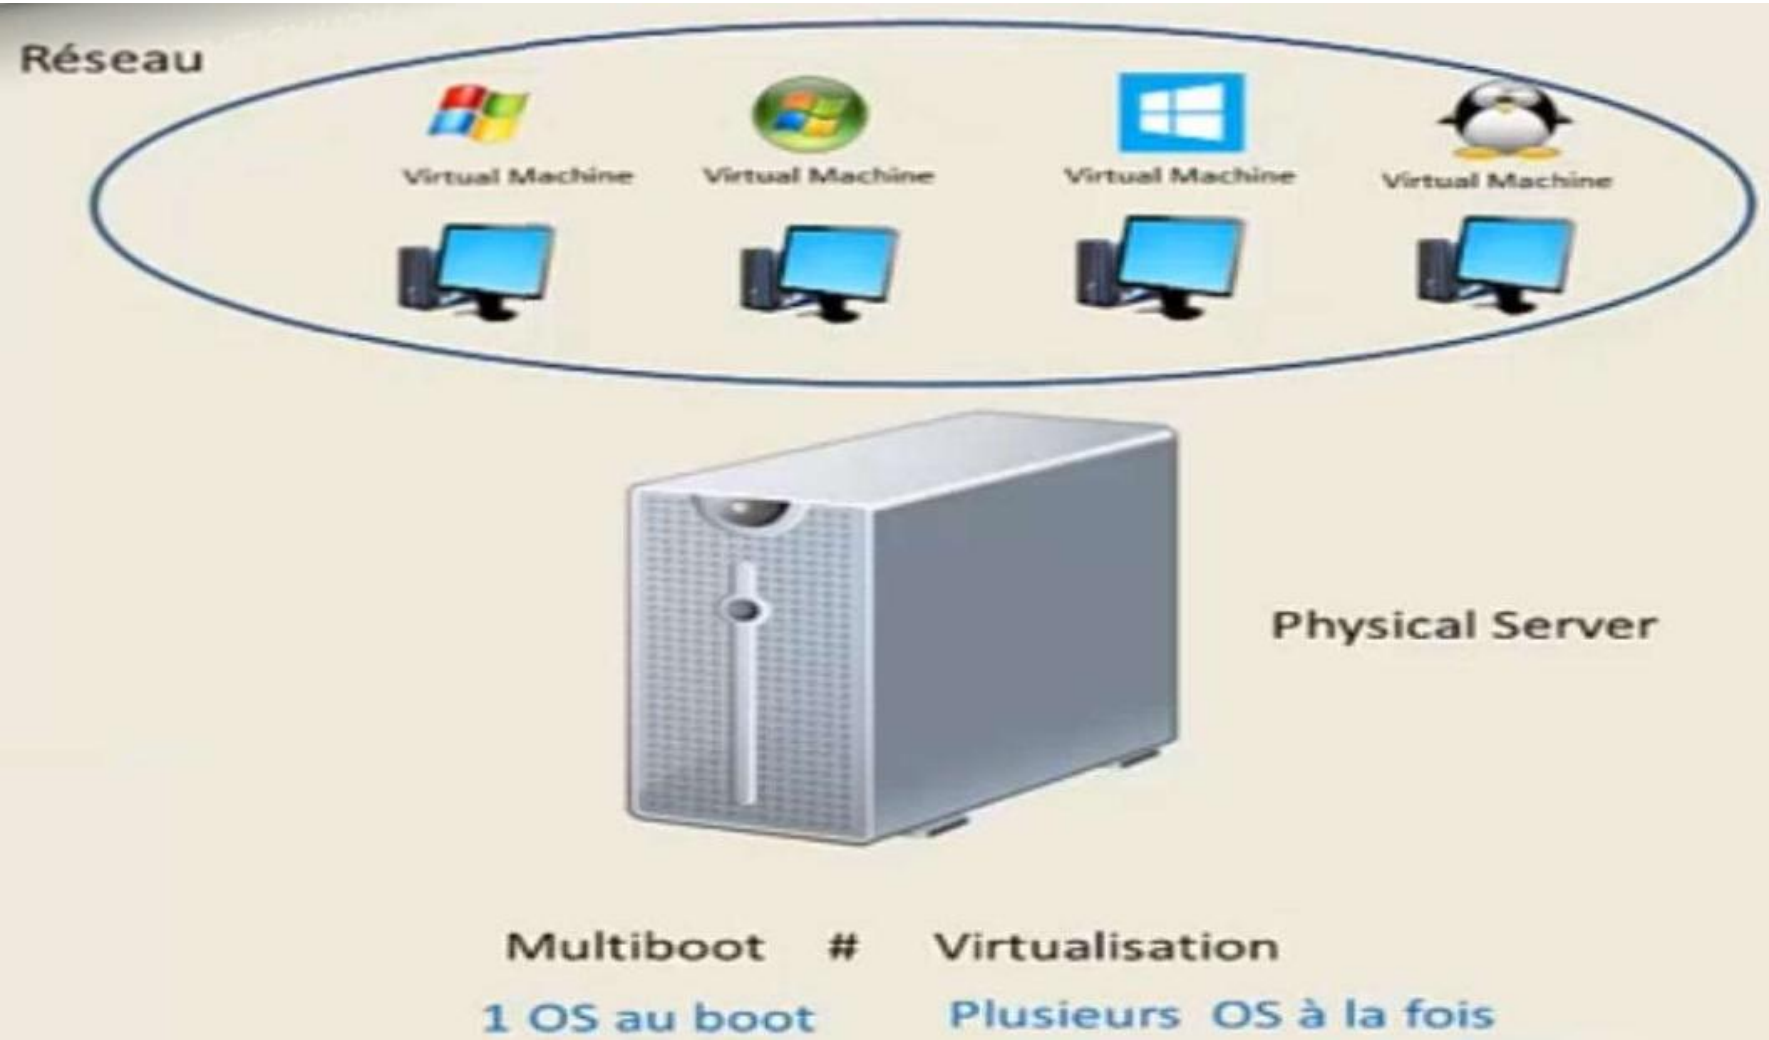 Réseau
Virtual Machine
Virtual Machine
Virtual Machine
Virtual Machine
Physical Server
Multiboot # Virtualisation
1 OS au boot Plusieurs OS à la fois